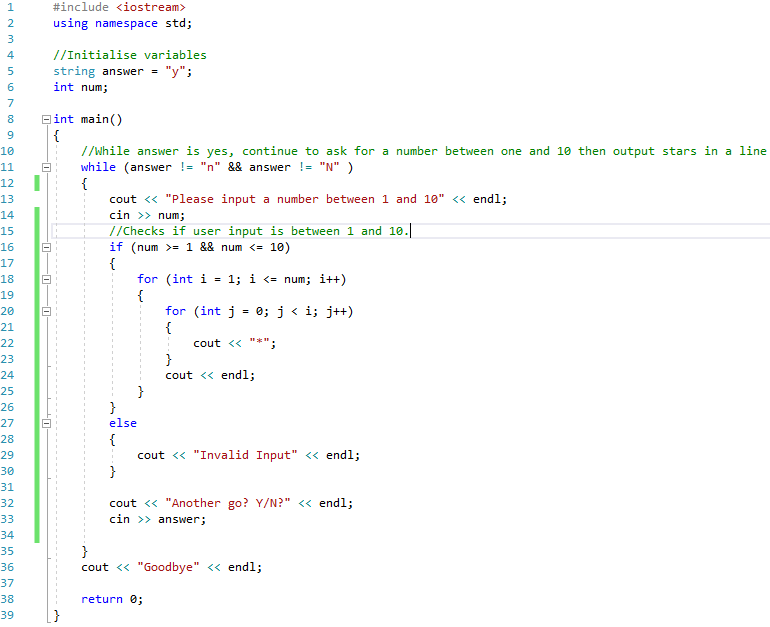 1 #include <iostream>
2 using namespace std;
3
4 //Initialise variables
5 string answer = "y";
6 int num;
7
8 int main()
9 {
10 //While answer is yes, continue to ask for a number between one and 10 then output stars in a line
11 while (answer != "n" && answer != "N" )
12 {
13 cout << "Please input a number between 1 and 10" << endl;
14 cin >> num;
15 //Checks if user input is between 1 and 10.
16 if (num >= 1 && num <= 10)
17 {
18 for (int i = 1; i <= num; i++)
19 {
20 for (int j = 0; j < i; j++)
21 {
22 cout << "*";
23 }
24 cout << endl;
25 }
26 }
27 else
28 {
29 cout << "Invalid Input" << endl;
30 }
31
32 cout << "Another go? Y/N?" << endl;
33 cin >> answer;
34
35 }
36 cout << "Goodbye" << endl;
37
38 return 0;
39 }